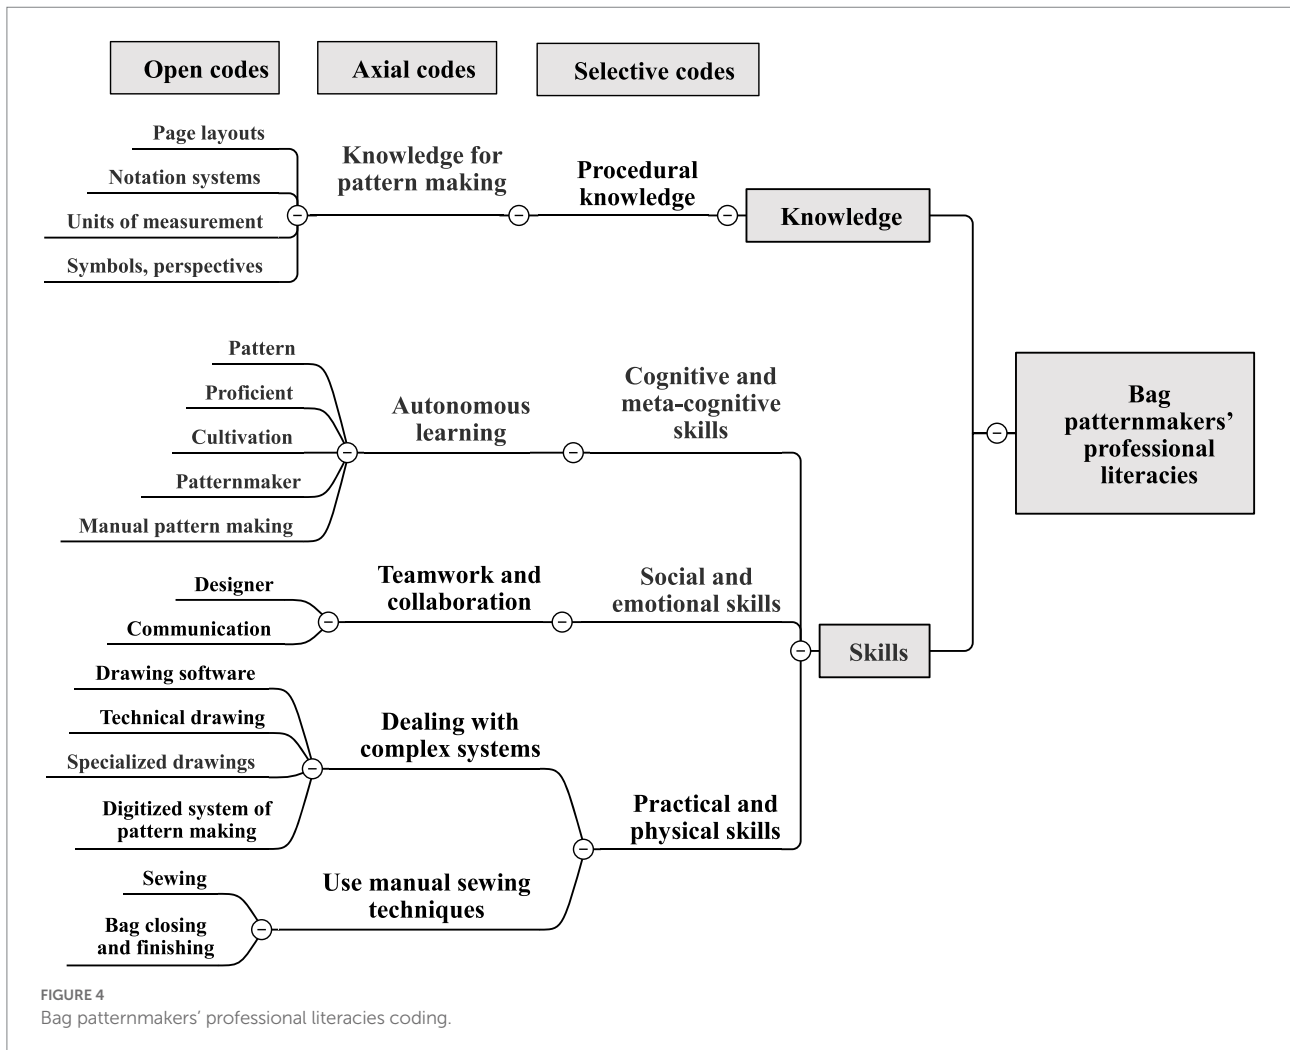 Open codes
Axial codes
Selective codes
Page layouts
Notation systems
Units of measurement
Symbols, perspectives
Knowledge for
pattern making
Procedural
knowledge
Knowledge
Pattern
Proficient
Cultivation
Patternmaker
Manual pattern making
Autonomous
learning
Cognitive and
meta-cognitive
skills
Bag
patternmakers’
professional
literacies
Designer
Communication
Teamwork and
collaboration
Social and
emotional skills
Skills
Drawing software
Technical drawing
Specialized drawings
Digitized system of
pattern making
Dealing with
complex systems
Practical and
physical skills
Sewing
Bag closing
and finishing
Use manual sewing
techniques
FIGURE 4
Bag patternmakers’ professional literacies coding.